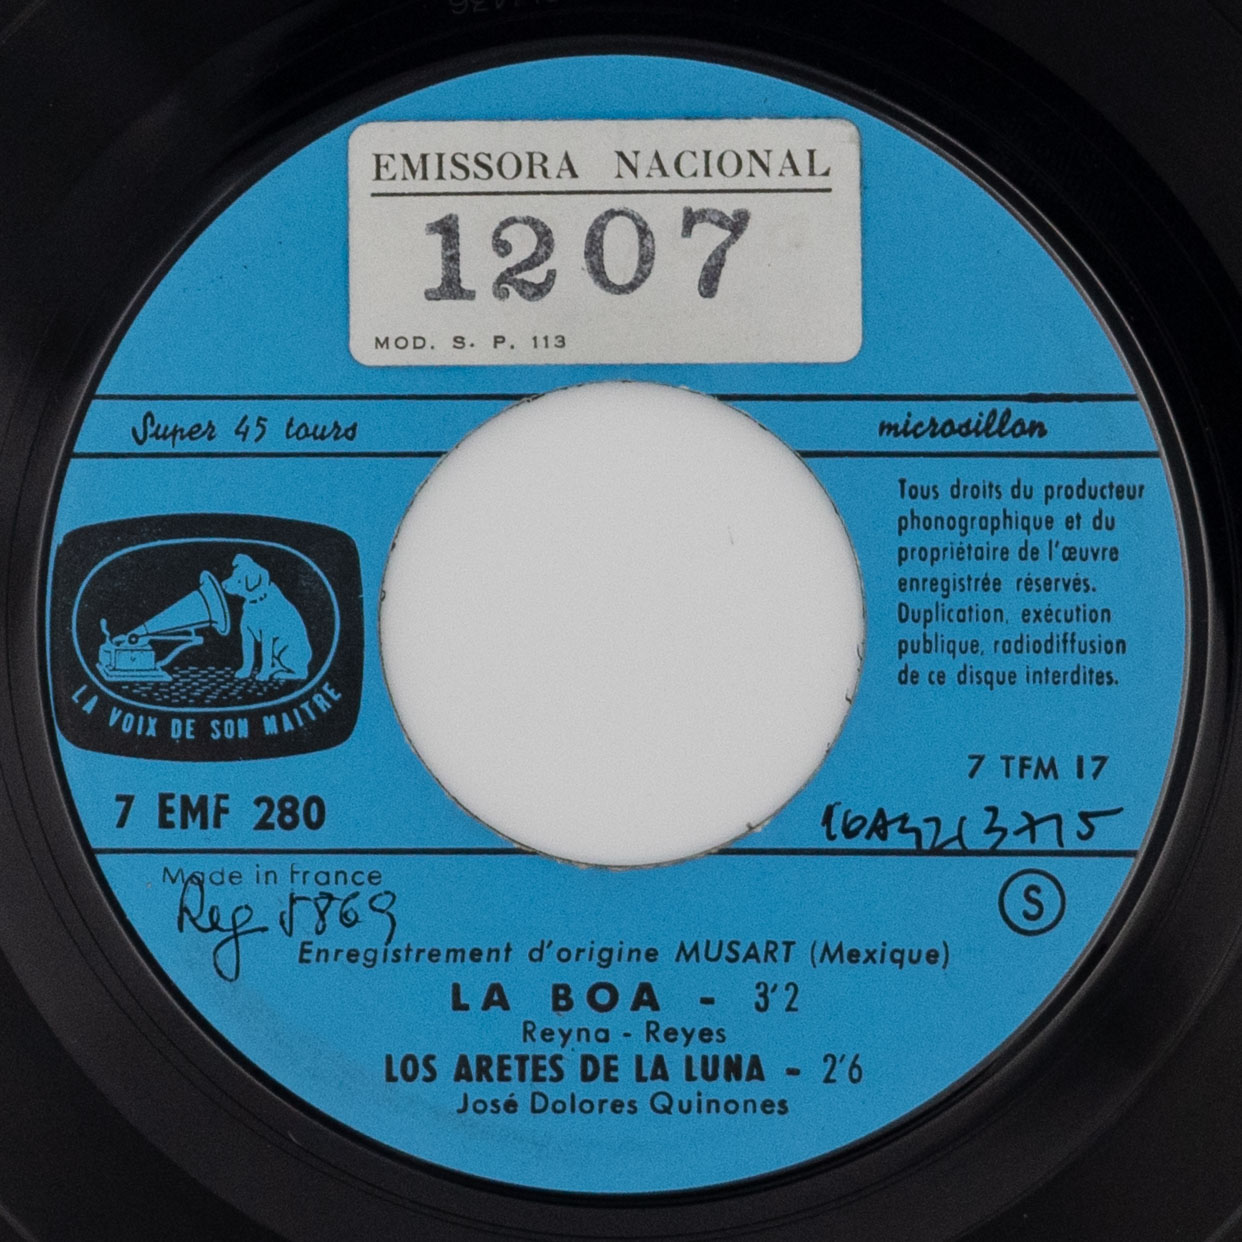 EMISSORA NACIONAL
1207
MOD. S. P. 113
Super 45 tours
microsillon
Tous droits du producteur
phonographique et du
propriétaire de l'œuvre
enregistrée réservés.
Duplication, exécution
publique, radiodiffusion
de ce disque interdites.
LA VOIX DE SON MAITRE
7 TFM 17
7 EMF 280
Made in France
S
Reg 5869
Enregistrement d'origine MUSART (Mexique)
LA BOA - 3'2
Reyna - Reyes
LOS ARETES DE LA LUNA - 2'6
José Dolores Quinones